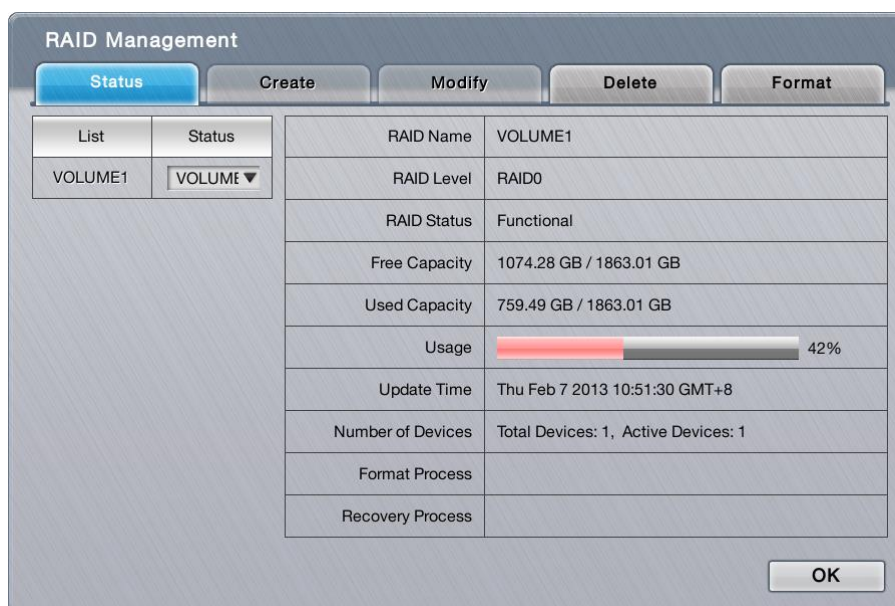 RAID Management
Status Create Modify Delete Format
List Status
VOLUME1 VOLUME
RAID Name VOLUME1
RAID Level RAID0
RAID Status Functional
Free Capacity 1074.28 GB / 1863.01 GB
Used Capacity 759.49 GB / 1863.01 GB
Usage 42%
Update Time Thu Feb 7 2013 10:51:30 GMT+8
Number of Devices Total Devices: 1, Active Devices: 1
Format Process
Recovery Process
OK